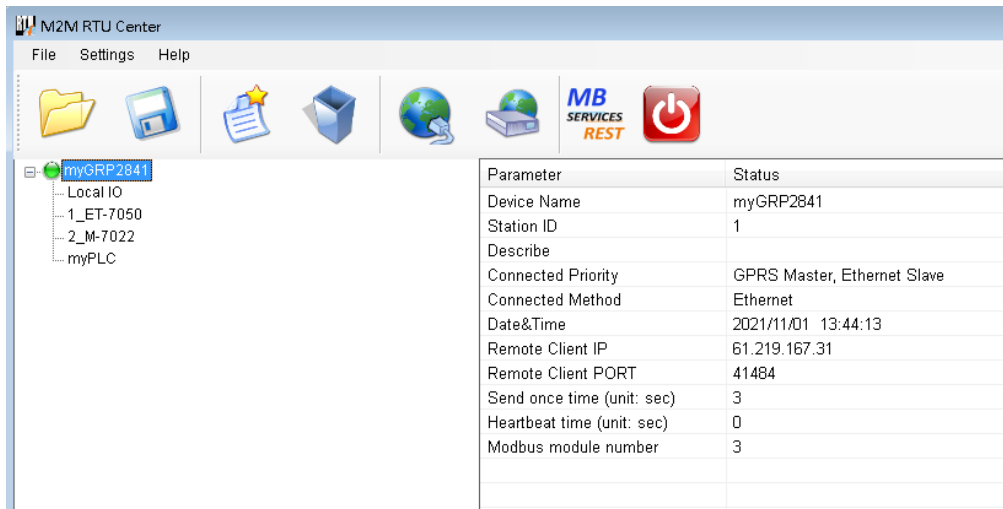 M2M RTU Center
File Settings Help
MB
SERVICES
REST
myGRP2841
Local IO
1_ET-7050
2_M-7022
myPLC
Parameter Status
Device Name myGRP2841
Station ID 1
Describe
Connected Priority GPRS Master, Ethernet Slave
Connected Method Ethernet
Date&Time 2021/11/01 13:44:13
Remote Client IP 61.219.167.31
Remote Client PORT 41484
Send once time (unit: sec) 3
Heartbeat time (unit: sec) 0
Modbus module number 3